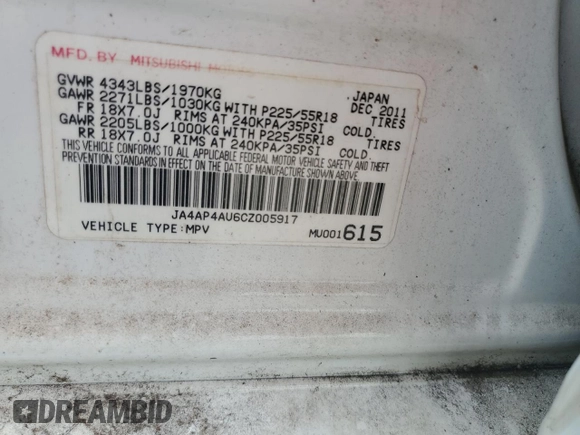 MFD. BY MITSUBISHI
GVWR 4343LBS/1970KG JAPAN
GAWR 2271LBS/1030KG WITH P225/55R18 DEC 2011
FR 18X7.0J RIMS AT 240KPA/35PSI COLD. TIRES
GAWR 2205LBS/1000KG WITH P225/55R18 TIRES
RR 18X7.0J RIMS AT 240KPA/35PSI COLD.
THIS VEHICLE CONFORMS TO ALL APPLICABLE FEDERAL MOTOR VEHICLE SAFETY AND THEFT
PREVENTION STANDARDS IN EFFECT ON THE DATE OF MANUFACTURE SHOWN ABOVE.
JA4AP4AU6CZ005917
VEHICLE TYPE:MPV MU001615
DREAMBID